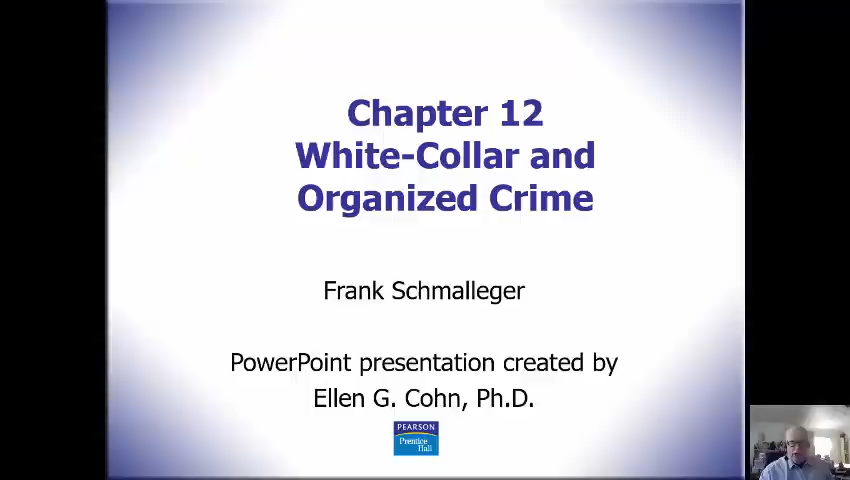 Chapter 12
White-Collar and
Organized Crime
Frank Schmalleger
PowerPoint presentation created by
Ellen G. Cohn, Ph.D.
PEARSON
Prentice
Hall